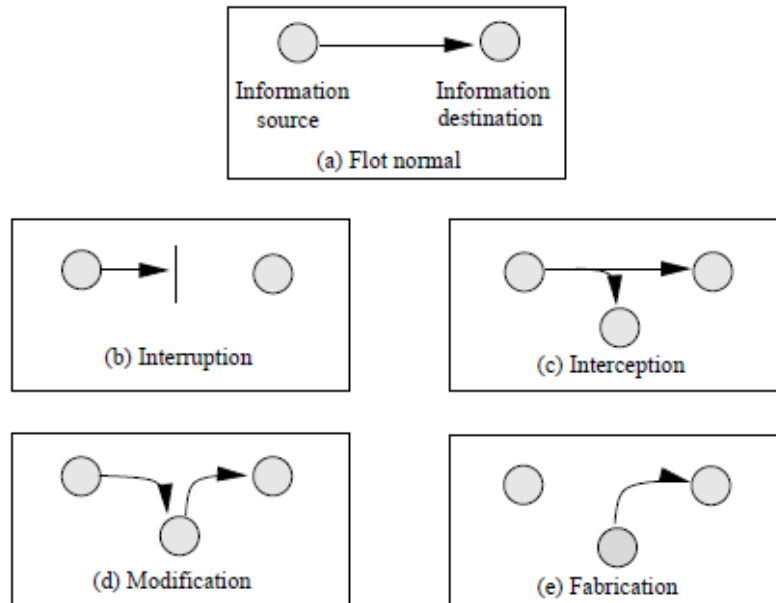 Information Information
source destination
(a) Flot normal
(b) Interruption
(c) Interception
(d) Modification
(e) Fabrication